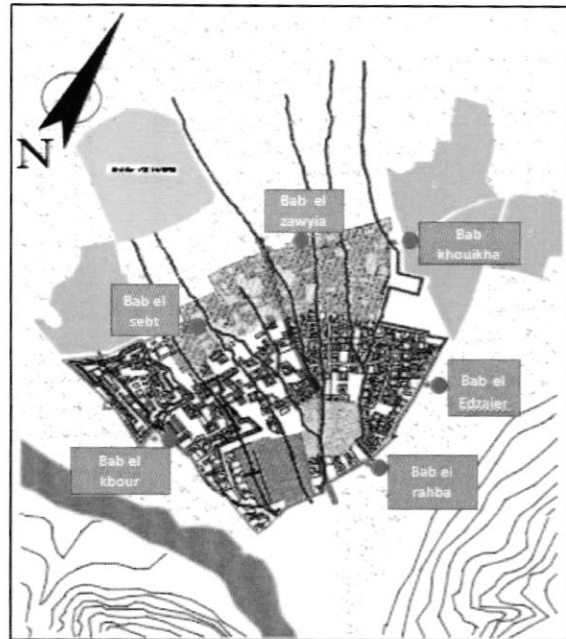 N
Bab el
zawyia
Bab
khouikha
Bab el
sebt
Bab el
Edzaier
Bab el
kbour
Bab el
rahba